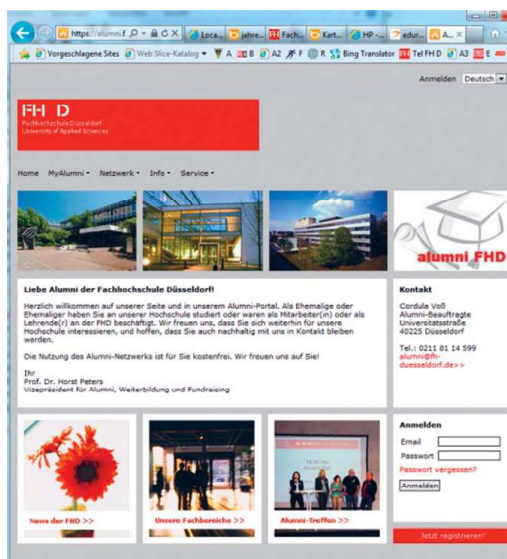 https://alumni.f
Loca...
jahre...
Fach...
Kart...
HP -...
edur...
A...
Vorgeschlagene Sites
Web Slice-Katalog
A
B
A2
F
R
Bing Translator
Tel FH D
A3
E
Anmelden
Deutsch
FH D
Fachhochschule Düsseldorf
University of Applied Sciences
Home MyAlumni Netzwerk Info Service
alumni FHD
Liebe Alumni der Fachhochschule Düsseldorf!
Herzlich willkommen auf unserer Seite und in unserem Alumni-Portal. Als Ehemalige oder
Ehemaliger haben Sie an unserer Hochschule studiert oder waren als Mitarbeiter(in) oder als
Lehrende(r) an der FHD beschäftigt. Wir freuen uns, dass Sie sich weiterhin für unsere
Hochschule interessieren, und hoffen, dass Sie auch nachhaltig mit uns in Kontakt bleiben
werden.
Die Nutzung des Alumni-Netzwerks ist für Sie kostenfrei. Wir freuen uns auf Sie!
Ihr
Prof. Dr. Horst Peters
Vizepräsident für Alumni, Weiterbildung und Fundraising
Kontakt
Cordula Voß
Alumni-Beauftragte
Universitätsstraße
40225 Düsseldorf
Tel.: 0211 81 14 599
alumni@fh-
duesseldorf.de>>
News der FHD >>
Unsere Fachbereiche >>
Alumni-Treffen >>
Anmelden
Email
Passwort
Passwort vergessen?
Anmelden
Jetzt registrieren!